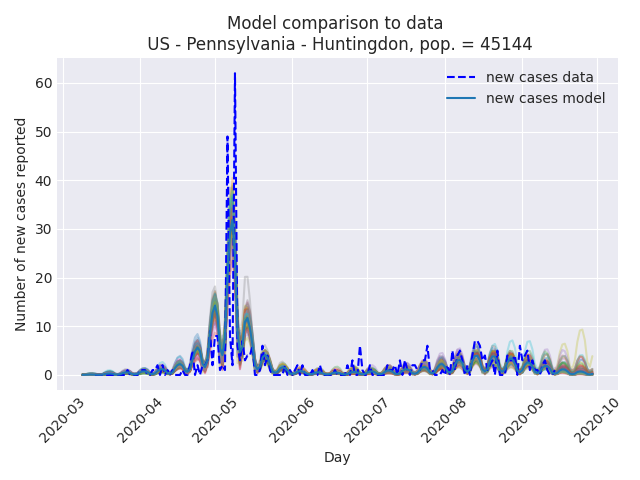 Model comparison to data
US - Pennsylvania - Huntingdon, pop. = 45144
new cases data
new cases model
Number of new cases reported
60
50
40
30
20
10
0
2020-03
2020-04
2020-05
2020-06
2020-07
2020-08
2020-09
2020-10
Day